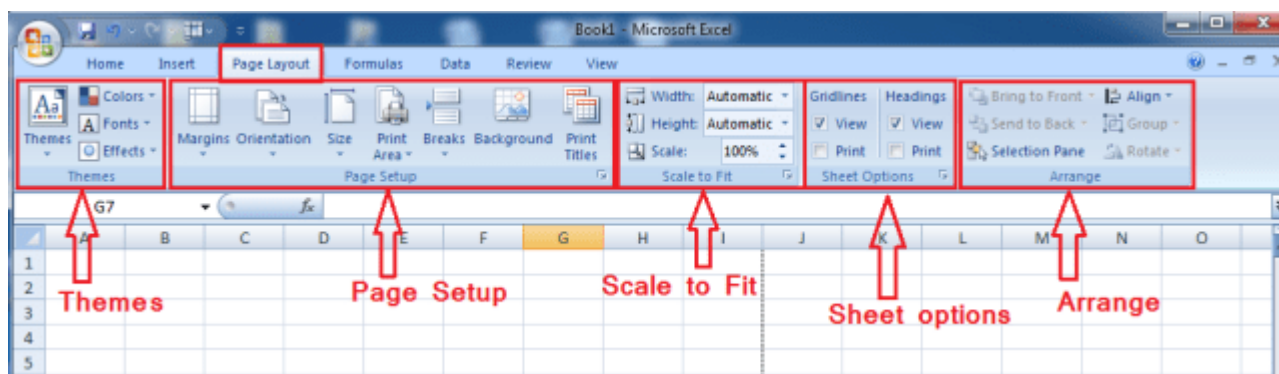 Book1 - Microsoft Excel
Home Insert Page Layout Formulas Data Review View
Aa Themes
Colors
A Fonts
Effects
Themes
Margins Orientation Size Print Area Breaks Background Print Titles
Page Setup
Width: Automatic
Height: Automatic
Scale: 100%
Scale to Fit
Gridlines Headings
View View
Print Print
Sheet Options
Bring to Front Align
Send to Back Group
Selection Pane Rotate
Arrange
G7 fx
A B C D E F G H I J K L M N O
1
2
3
4
5
Themes
Page Setup
Scale to Fit
Sheet options
Arrange